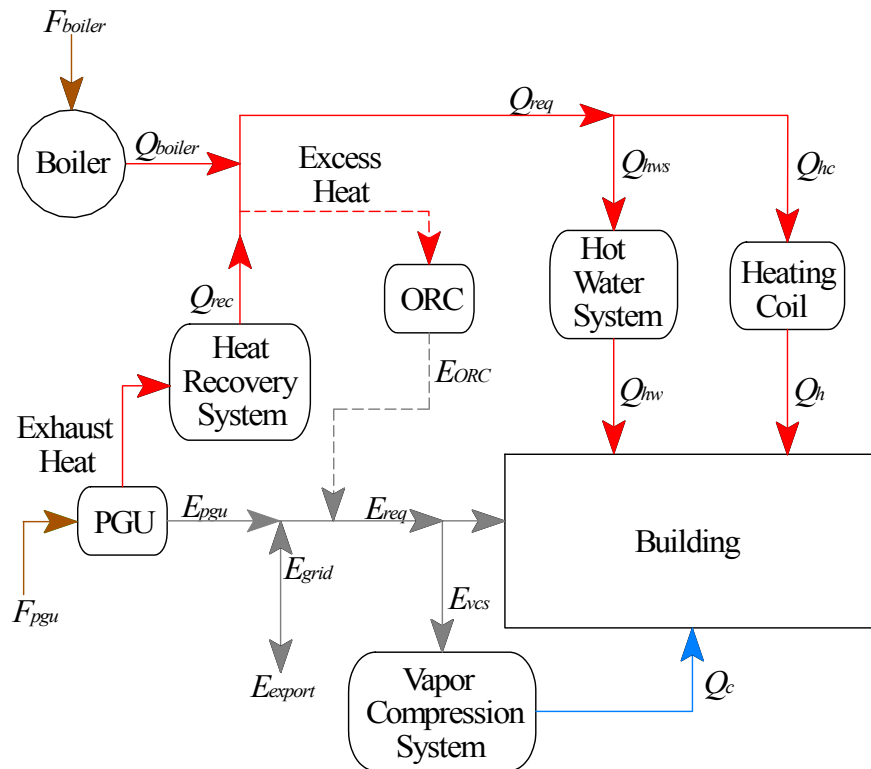 Fboiler
Boiler
Qboiler
Qreq
Excess
Heat
Qhws
Qhc
Hot
Water
System
Heating
Coil
ORC
Qrec
Heat
Recovery
System
EORC
Qhw
Qh
Exhaust
Heat
PGU
Epgu
Ereq
Building
Egrid
Fpgu
Evcs
Eexport
Vapor
Compression
System
Qc